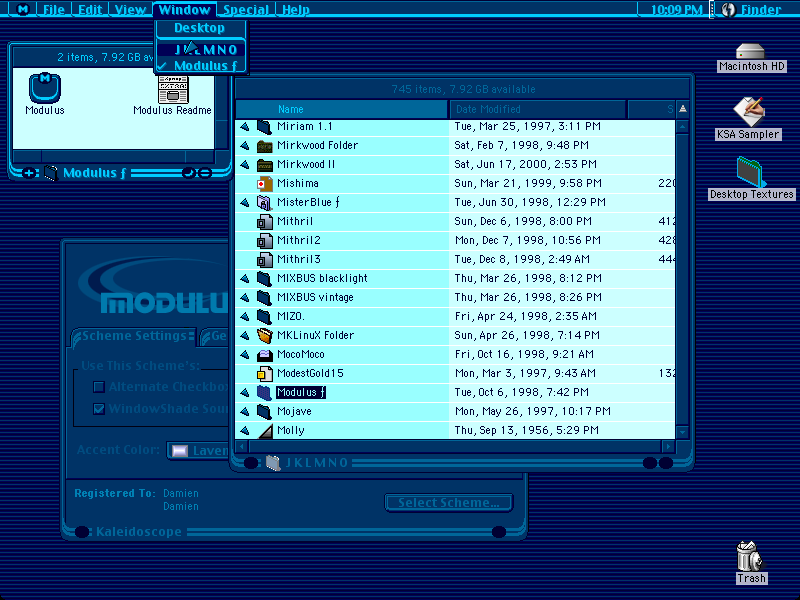 File Edit View Window Special Help 10:09 PM Finder
Desktop
JKLMNO
✓ Modulus ƒ
2 items, 7.92 GB av
Modulus
Modulus Readme
Modulus ƒ
Macintosh HD
KSA Sampler
Desktop Textures
Trash
745 items, 7.92 GB available
Name Date Modified S
Miriam 1.1 Tue, Mar 25, 1997, 3:11 PM
Mirkwood Folder Sat, Feb 7, 1998, 9:48 PM
Mirkwood II Sat, Jun 17, 2000, 2:53 PM
Mishima Sun, Mar 21, 1999, 9:58 PM 220
MisterBlue ƒ Tue, Jun 30, 1998, 12:29 PM
Mithril Sun, Dec 6, 1998, 8:00 PM 412
Mithril2 Mon, Dec 7, 1998, 10:56 PM 428
Mithril3 Tue, Dec 8, 1998, 2:49 AM 444
MIXBUS blacklight Thu, Mar 26, 1998, 8:12 PM
MIXBUS vintage Thu, Mar 26, 1998, 8:26 PM
MIZO. Fri, Apr 24, 1998, 2:35 AM
MKLinuX Folder Sun, Apr 26, 1998, 7:14 PM
MocoMoco Fri, Oct 16, 1998, 9:21 AM
ModestGold15 Mon, Mar 3, 1997, 9:43 AM 132
Modulus ƒ Tue, Oct 6, 1998, 7:42 PM
Mojave Mon, May 26, 1997, 10:17 PM
Molly Thu, Sep 13, 1956, 5:29 PM
JKLMNO
MODULU
Scheme Settings Ge
Use This Scheme's:
Alternate Checkbo
WindowShade Sou
Accent Color: Laven
Registered To: Damien
Damien
Select Scheme...
Kaleidoscope